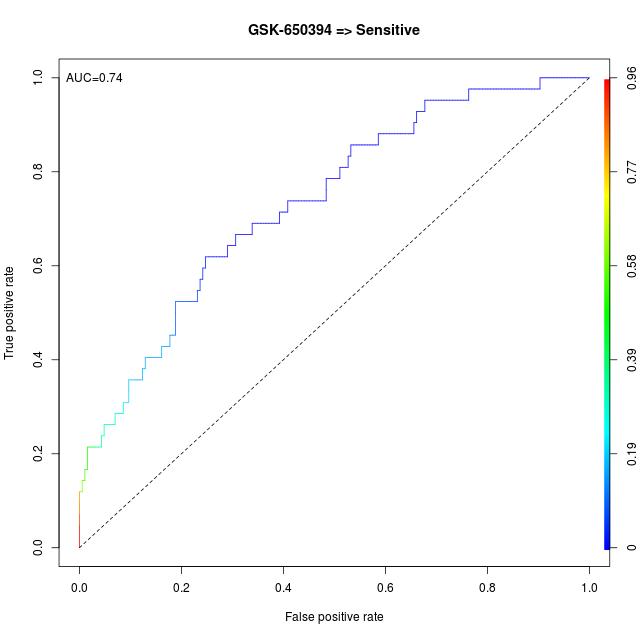 GSK-650394 => Sensitive
AUC=0.74
True positive rate
1.0
0.8
0.6
0.4
0.2
0.0
0.96
0.77
0.58
0.39
0.19
0
0.0 0.2 0.4 0.6 0.8 1.0
False positive rate